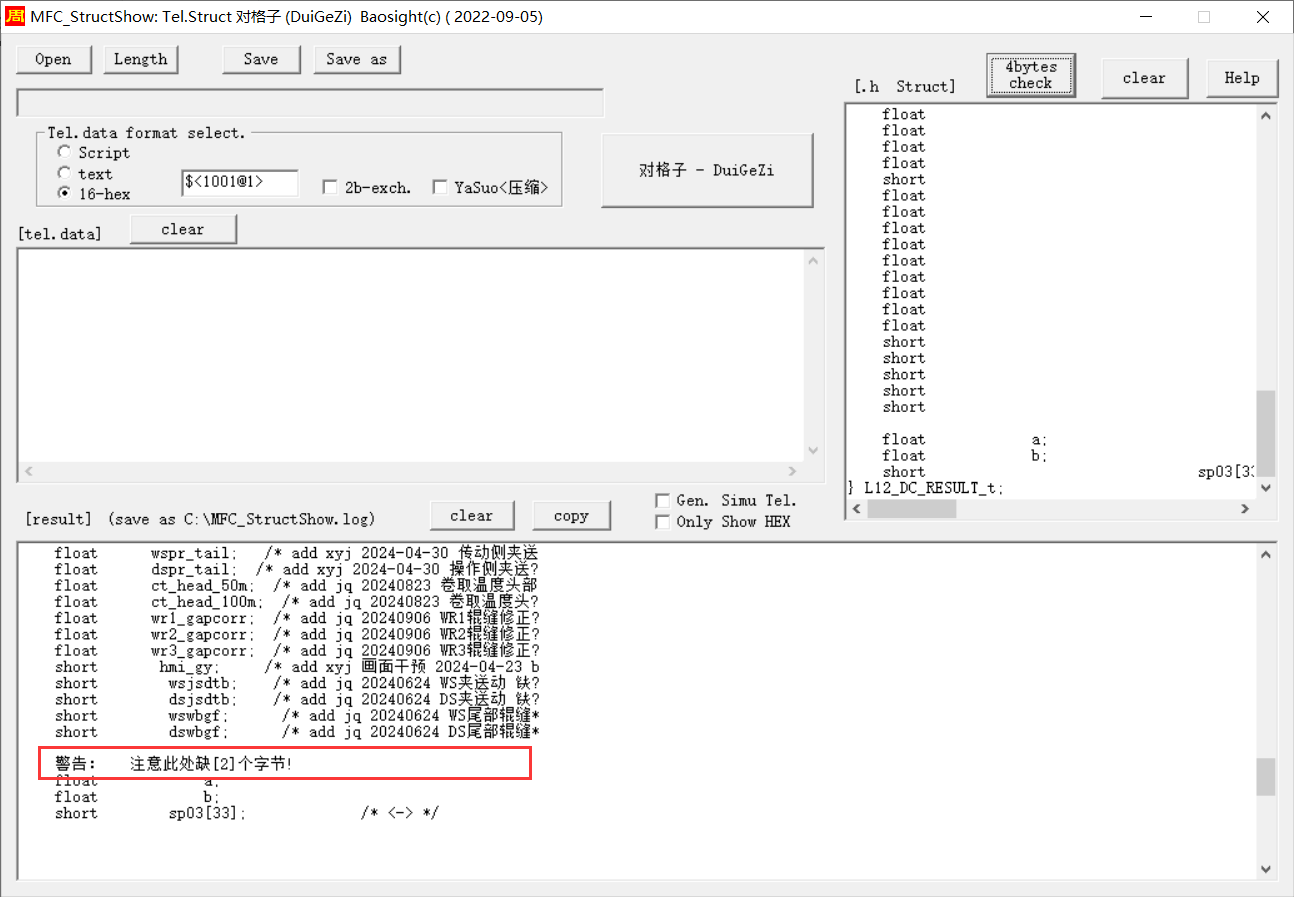 周 MFC_StructShow: Tel.Struct 对格子 (DuiGeZi)  Baosight(c) ( 2022-09-05)
Open
Length
Save
Save as
[.h  Struct]
4bytes
check
clear
Help
Tel.data format select.
Script
text
16-hex
$<1001@1>
2b-exch.
YaSuo<压缩>
对格子 - DuiGeZi
[tel.data]
clear
float
float
float
float
short
float
float
float
float
float
float
float
float
float
short
short
short
short
short
float a;
float b;
short sp03[33
} L12_DC_RESULT_t;
[result]  (save as C:\MFC_StructShow.log)
clear
copy
Gen. Simu Tel.
Only Show HEX
float wspr_tail; /* add xyj 2024-04-30 传动侧夹送
float dspr_tail; /* add xyj 2024-04-30 操作侧夹送?
float ct_head_50m; /* add jq 20240823 卷取温度头部
float ct_head_100m; /* add jq 20240823 卷取温度头?
float wr1_gapcorr; /* add jq 20240906 WR1辊缝修正?
float wr2_gapcorr; /* add jq 20240906 WR2辊缝修正?
float wr3_gapcorr; /* add jq 20240906 WR3辊缝修正?
short hmi_gy; /* add xyj 画面干预 2024-04-23 b
short wsjsdtb; /* add jq 20240624 WS夹送动 铗?
short dsjsdtb; /* add jq 20240624 DS夹送动 铗?
short wswbgf; /* add jq 20240624 WS尾部辊缝*
short dswbgf; /* add jq 20240624 DS尾部辊缝*
警告: 注意此处缺[2]个字节!
float a;
float b;
short sp03[33]; /* <-> */